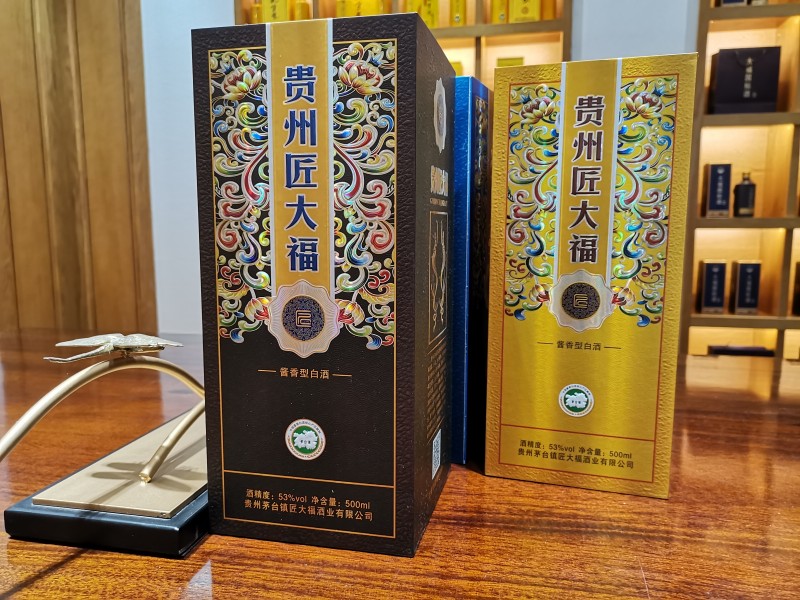 贵州匠大福
匠
酱香型白酒
酒精度：53%vol 净含量：500ml
贵州茅台镇匠大福酒业有限公司
贵州匠大福
匠
酱香型白酒
酒精度：53%vol 净含量：500ml
贵州茅台镇匠大福酒业有限公司